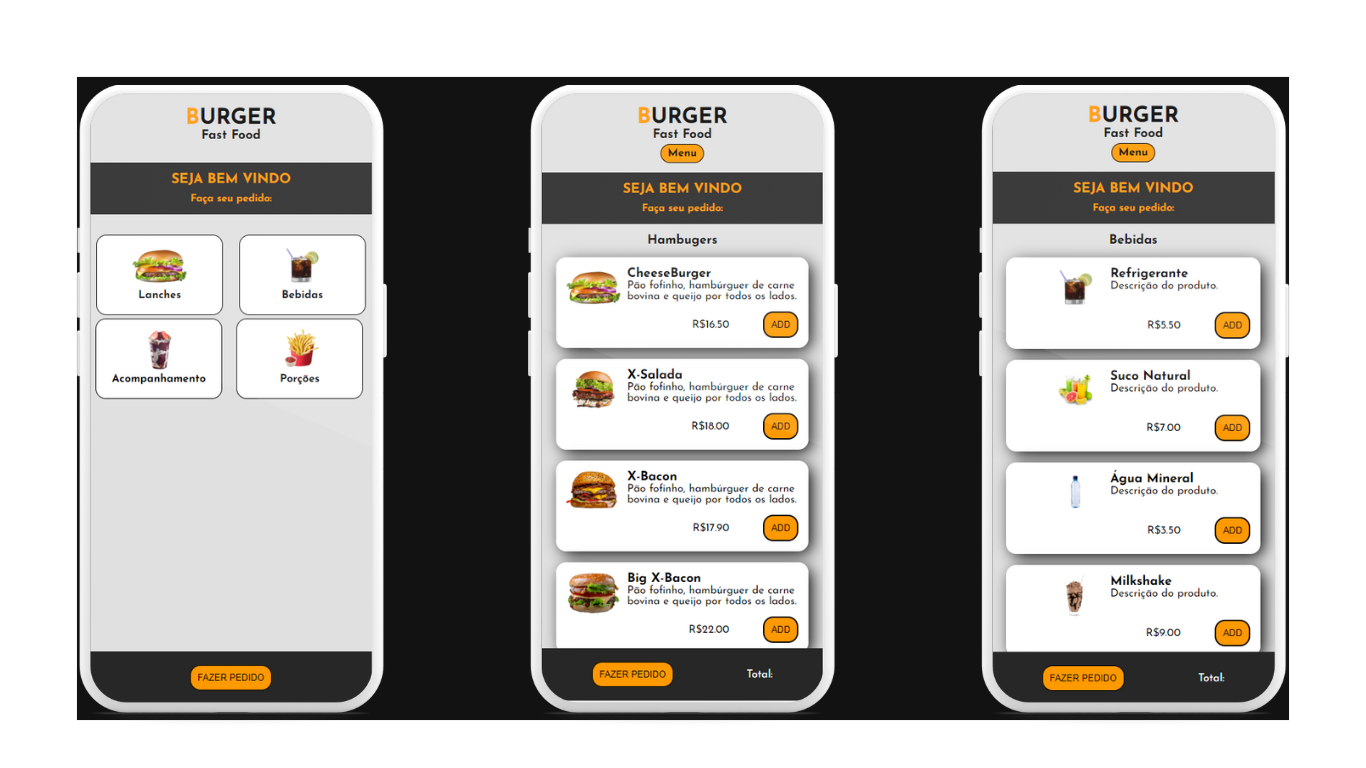 BURGER
Fast Food
SEJA BEM VINDO
Faça seu pedido:
Lanches
Bebidas
Acompanhamento
Porções
FAZER PEDIDO
BURGER
Fast Food
Menu
SEJA BEM VINDO
Faça seu pedido:
Hambugers
CheeseBurger
Pão fofinho, hambúrguer de carne
bovina e queijo por todos os lados.
R$16.50
ADD
X-Salada
Pão fofinho, hambúrguer de carne
bovina e queijo por todos os lados.
R$18.00
ADD
X-Bacon
Pão fofinho, hambúrguer de carne
bovina e queijo por todos os lados.
R$17.90
ADD
Big X-Bacon
Pão fofinho, hambúrguer de carne
bovina e queijo por todos os lados.
R$22.00
ADD
FAZER PEDIDO
Total:
BURGER
Fast Food
Menu
SEJA BEM VINDO
Faça seu pedido:
Bebidas
Refrigerante
Descrição do produto.
R$5.50
ADD
Suco Natural
Descrição do produto.
R$7.00
ADD
Água Mineral
Descrição do produto.
R$3.50
ADD
Milkshake
Descrição do produto.
R$9.00
ADD
FAZER PEDIDO
Total: